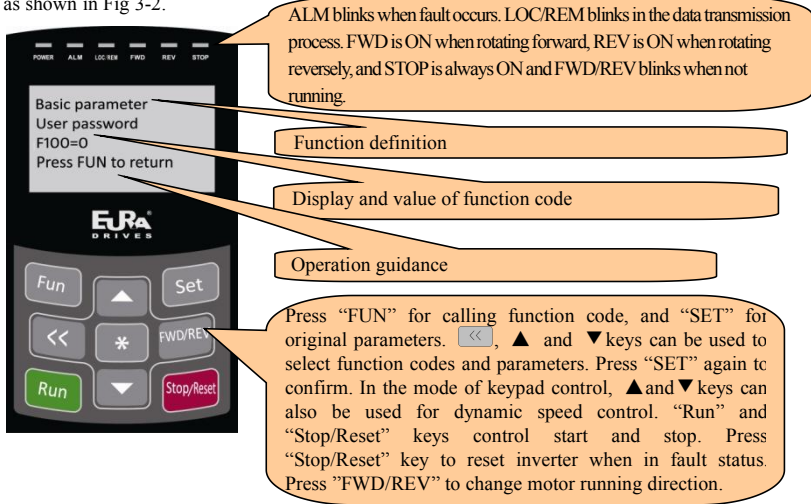 as shown in Fig 3-2.
ALM blinks when fault occurs. LOC/REM blinks in the data transmission
process. FWD is ON when rotating forward, REV is ON when rotating
reversely, and STOP is always ON and FWD/REV blinks when not
running.
POWER ALM LOC/REM FWD REV STOP
Basic parameter
User password
F100=0
Press FUN to return
Function definition
Display and value of function code
Operation guidance
EURA
DRIVES
Fun
Set
<<
*
FWD/REV
Run
Stop/Reset
Press “FUN” for calling function code, and “SET” for
original parameters. <<, ▲ and ▼keys can be used to
select function codes and parameters. Press “SET” again to
confirm. In the mode of keypad control, ▲and▼keys can
also be used for dynamic speed control. “Run” and
“Stop/Reset” keys control start and stop. Press
“Stop/Reset” key to reset inverter when in fault status.
Press ”FWD/REV” to change motor running direction.